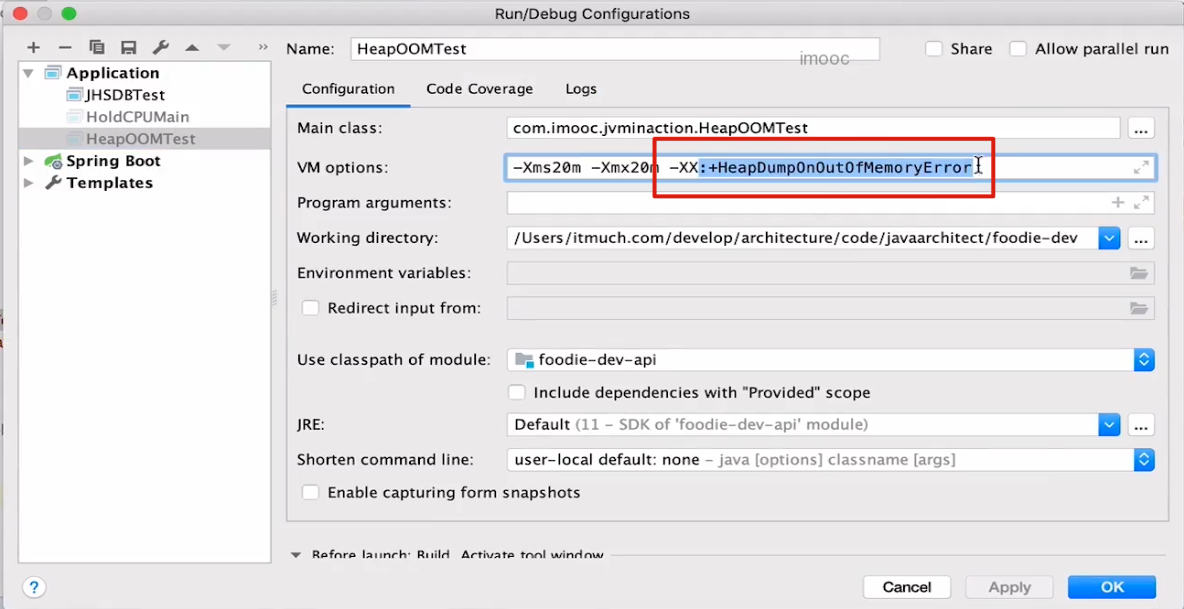 Run/Debug Configurations
»
Name: HeapOOMTest
imooc
Share
Allow parallel run
Application
JHSDBTest
HoldCPUMain
HeapOOMTest
Spring Boot
Templates
Configuration Code Coverage Logs
Main class: com.imooc.jvminaction.HeapOOMTest ...
VM options: -Xms20m -Xmx20m -XX:+HeapDumpOnOutOfMemoryError
Program arguments:
Working directory: /Users/itmuch.com/develop/architecture/code/javaarchitect/foodie-dev ...
Environment variables:
Redirect input from:
Use classpath of module: foodie-dev-api
Include dependencies with "Provided" scope
JRE: Default (11 - SDK of 'foodie-dev-api' module) ...
Shorten command line: user-local default: none - java [options] classname [args]
Enable capturing form snapshots
Before launch: Build, Activate tool window
?
Cancel Apply OK